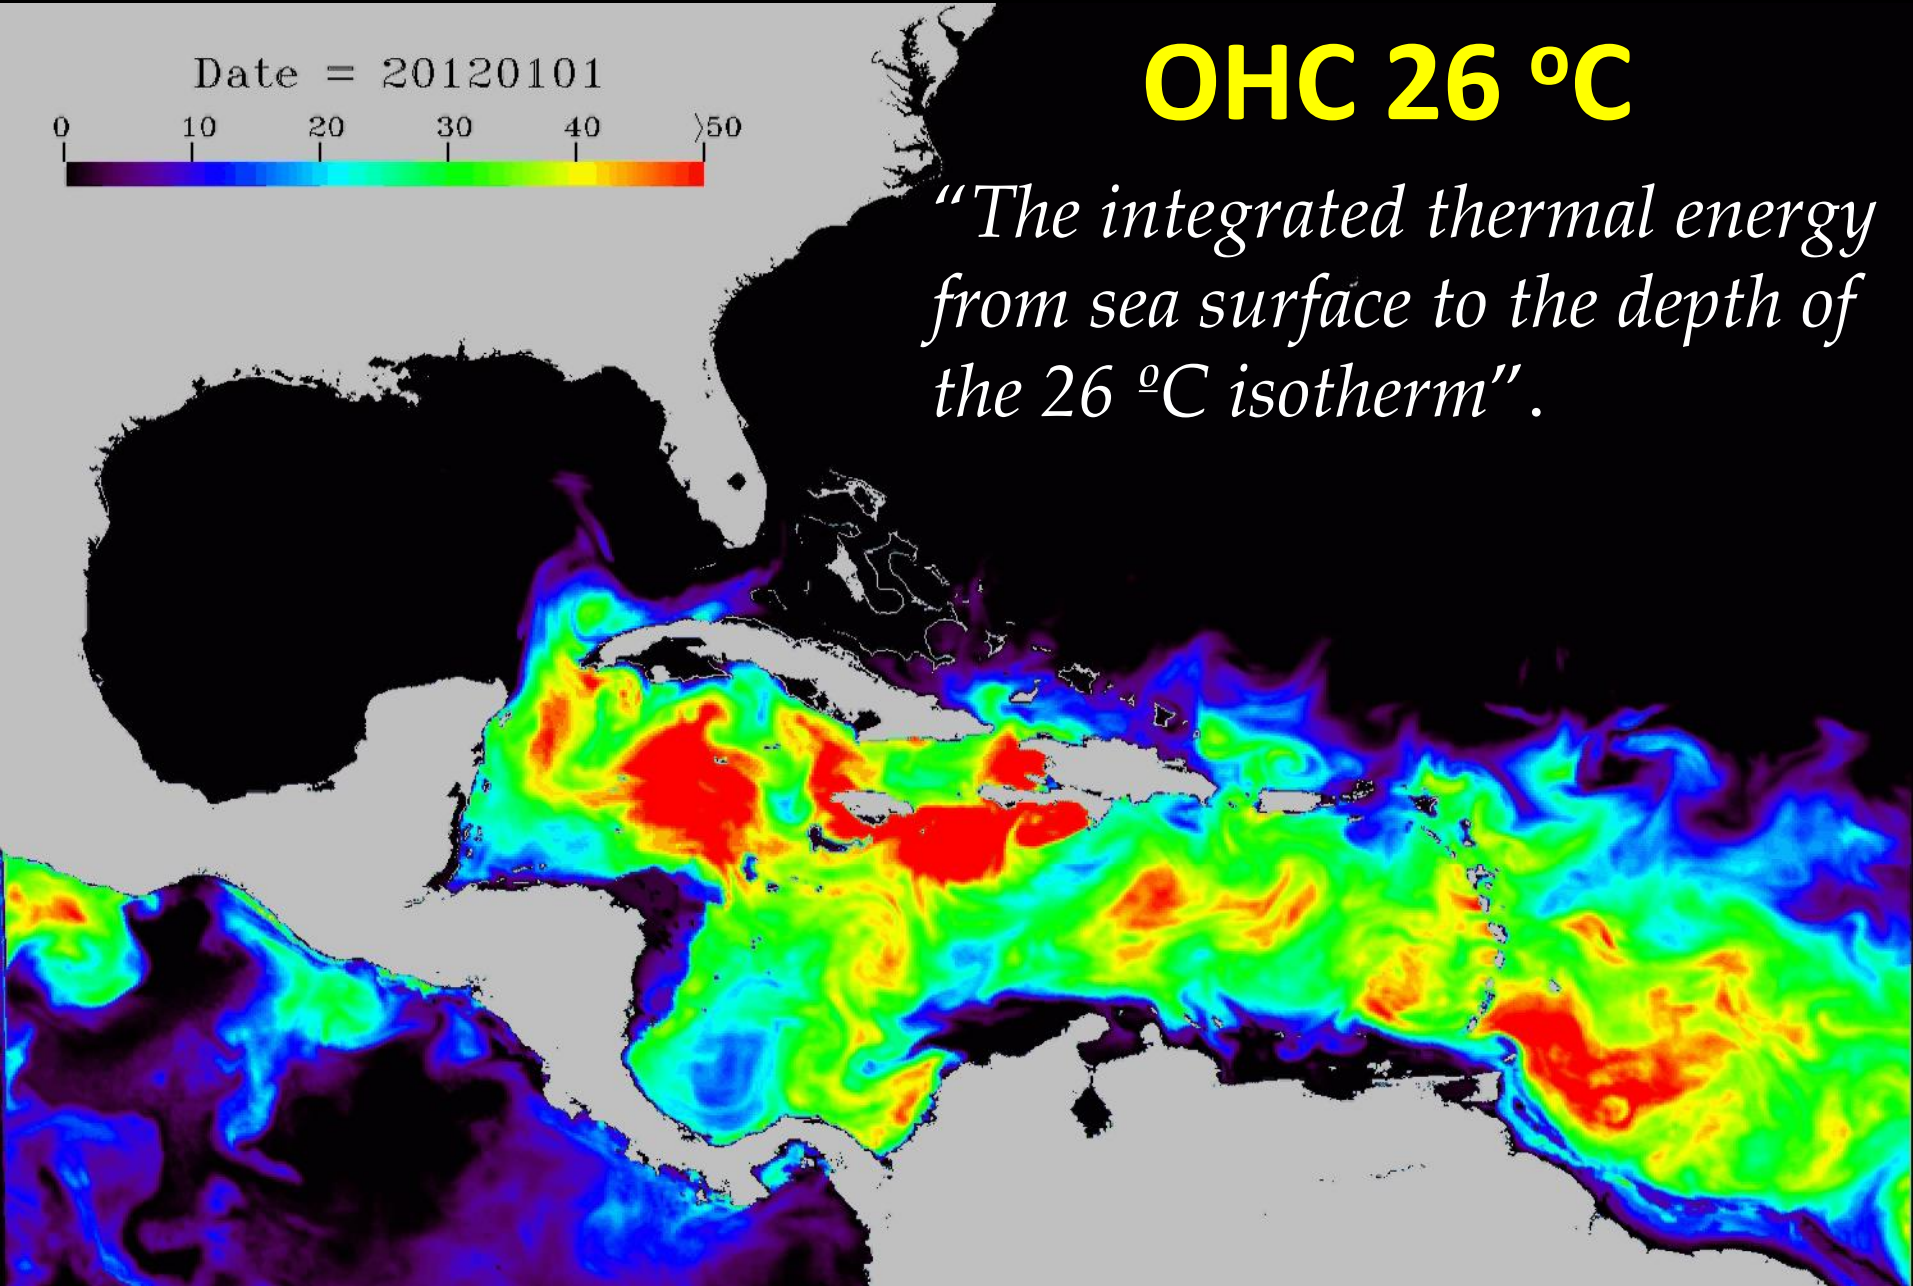 Date = 20120101
0 10 20 30 40 >50
OHC 26 ºC
“The integrated thermal energy
from sea surface to the depth of
the 26 ºC isotherm”.